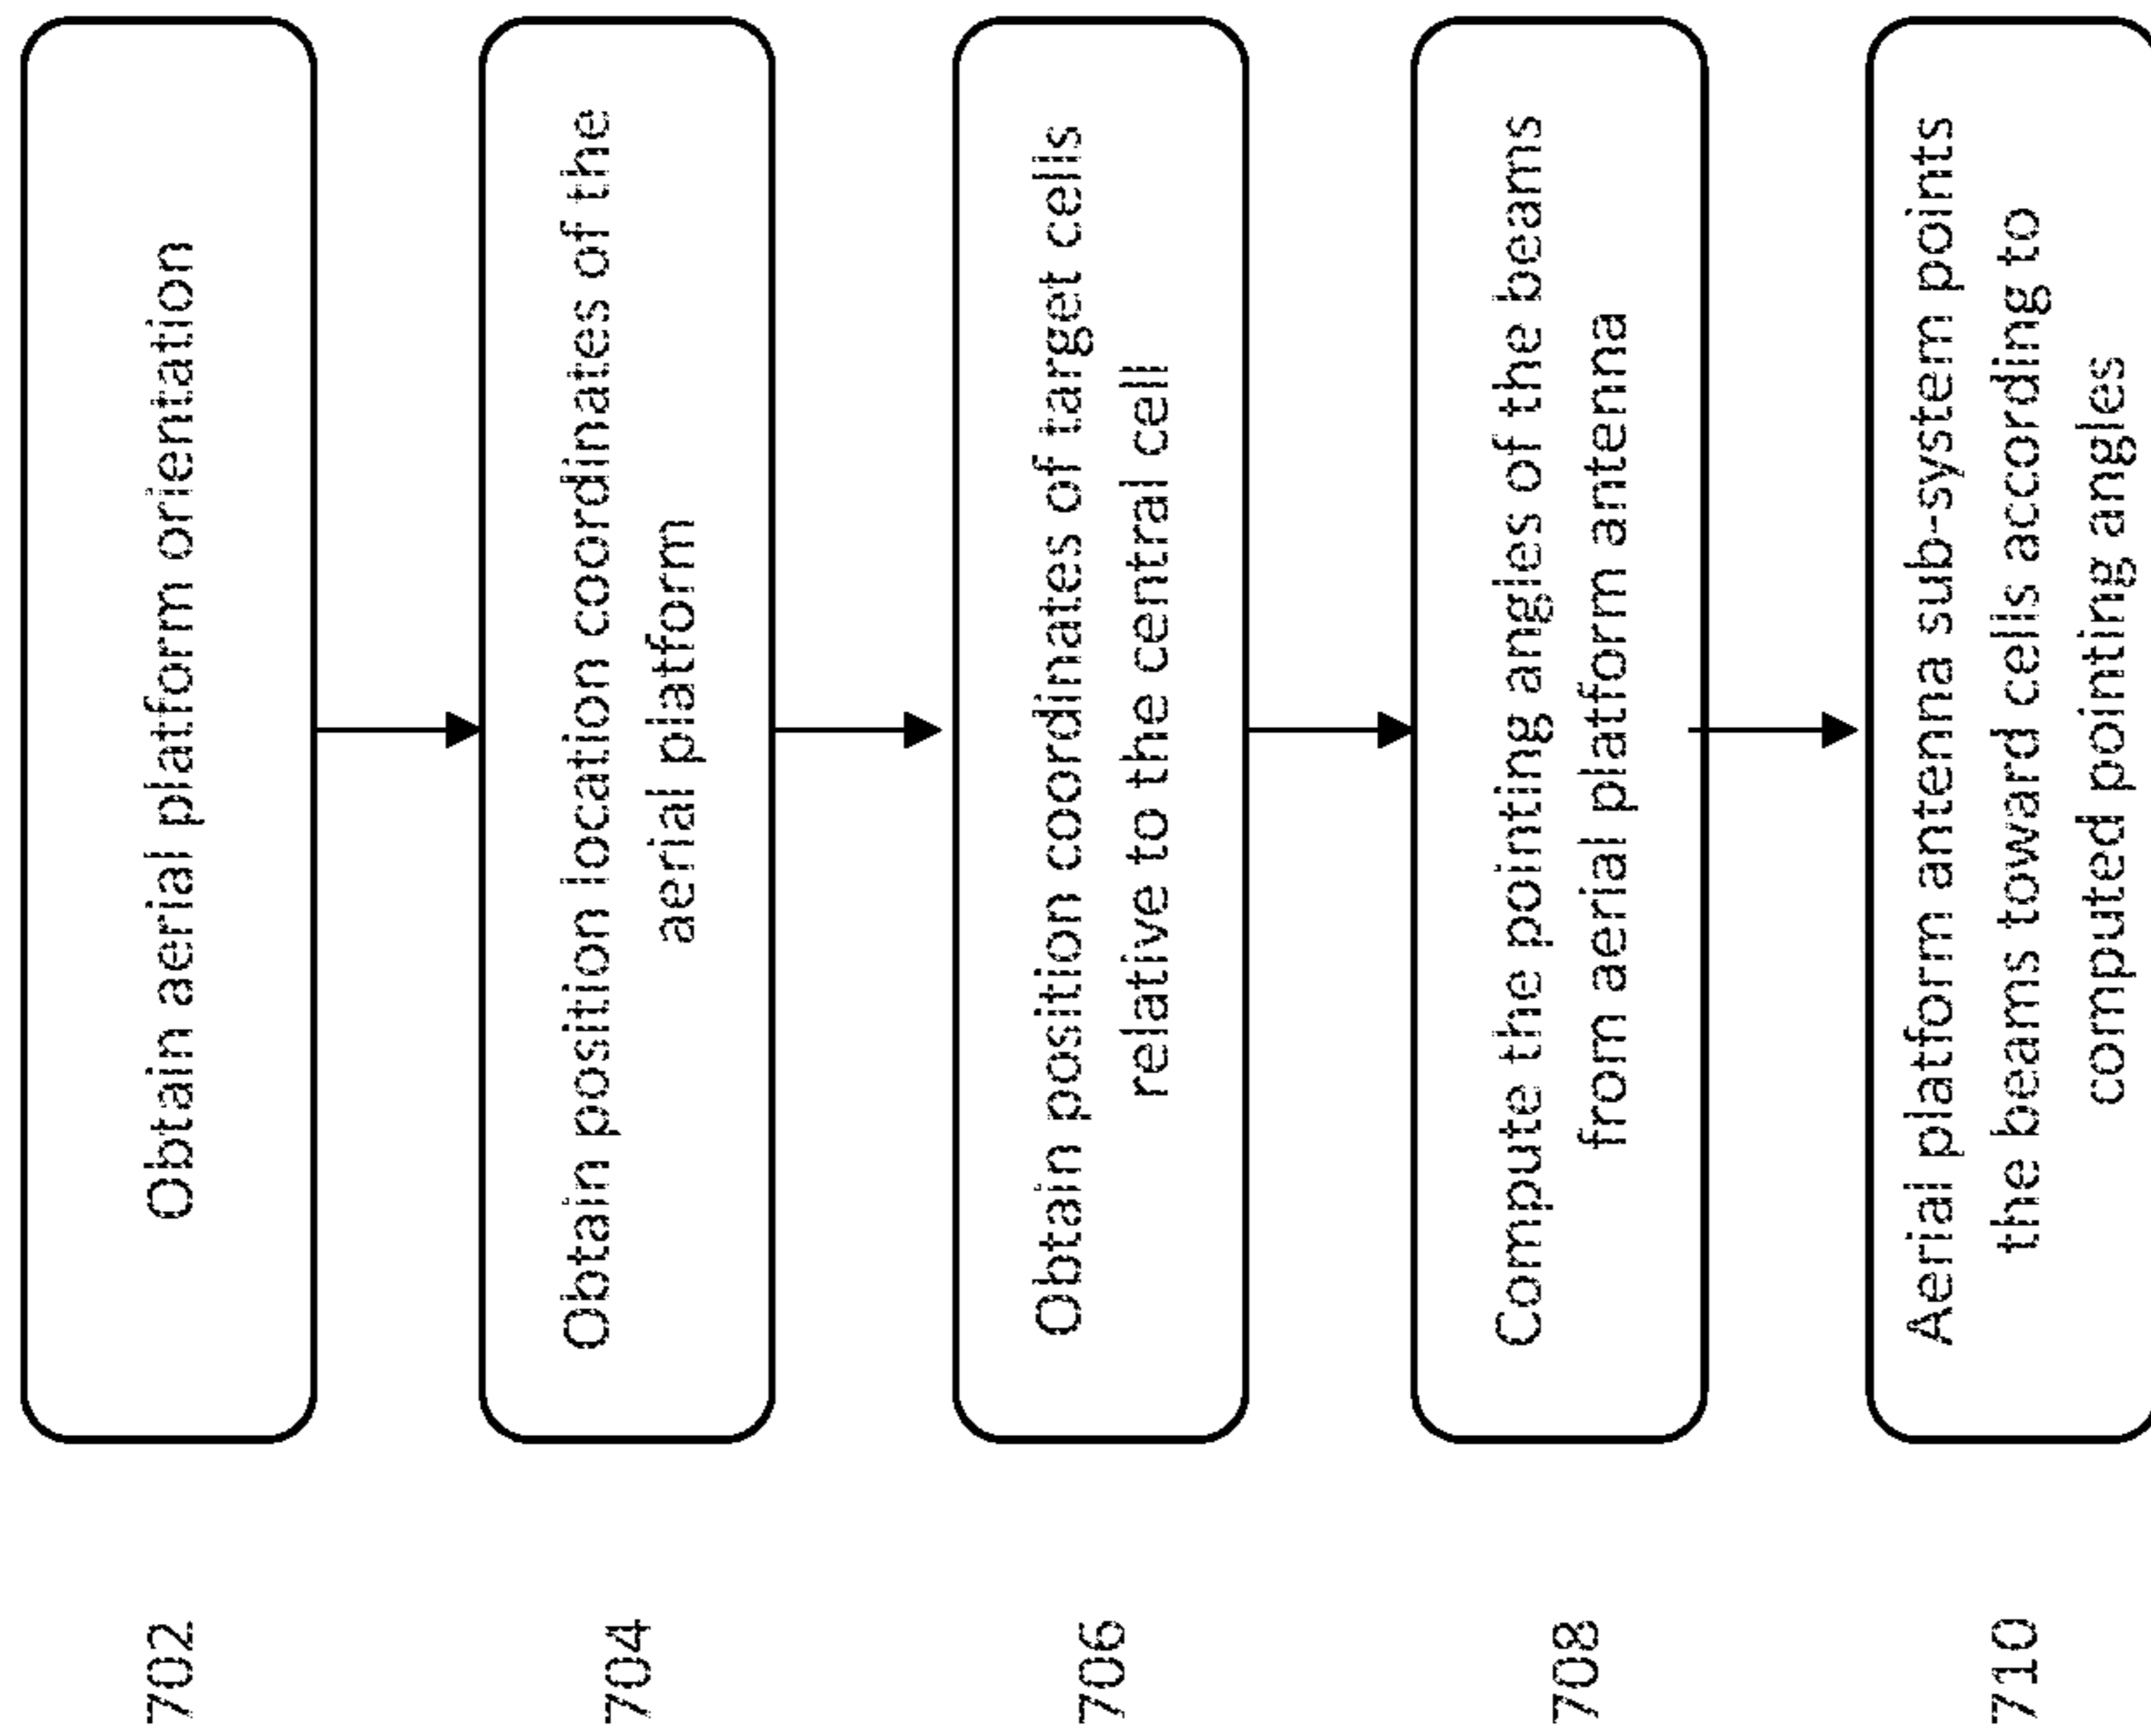 702
Obtain aerial platform orientation
704
Obtain position location coordinates of the
aerial platform
706
Obtain position coordinates of target cells
relative to the central cell
708
Compute the pointing angles of the beams
from aerial platform antenna
710
Aerial platform antenna sub-system points
the beams toward cells according to
computed pointing angles